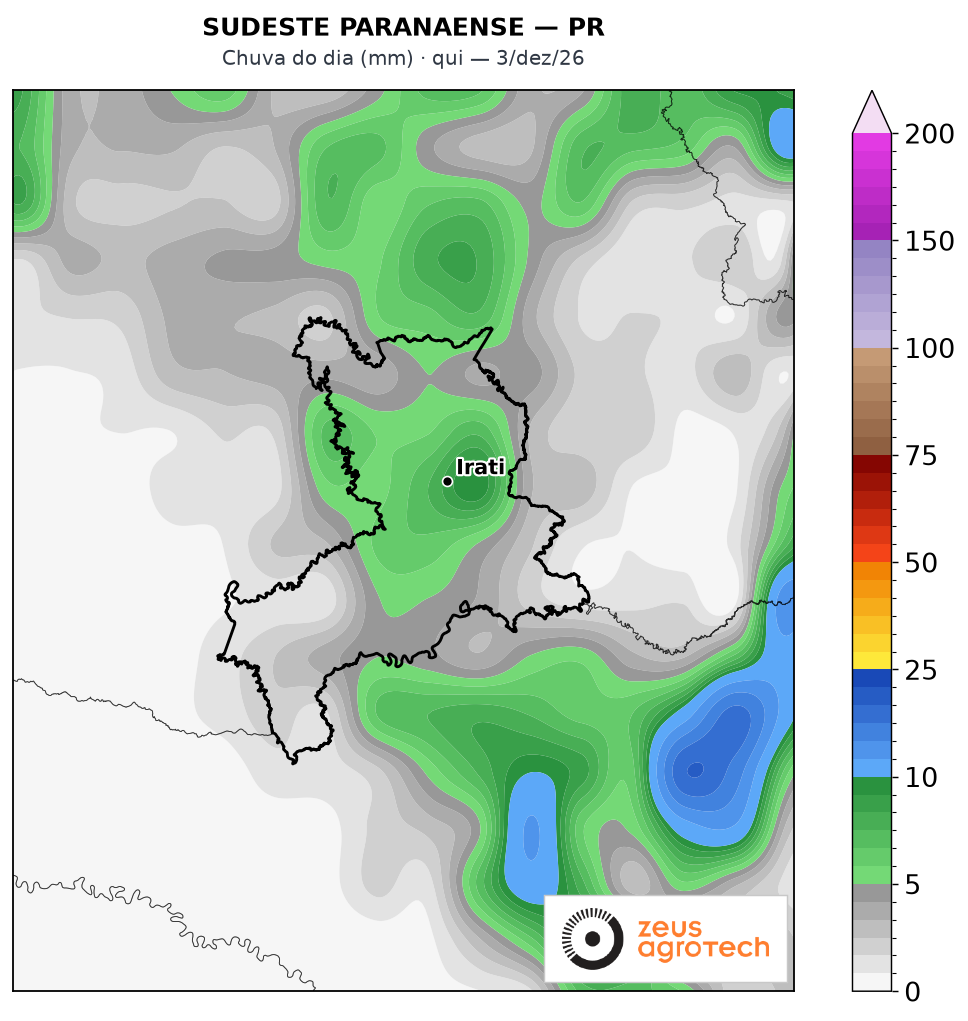 SUDESTE PARANAENSE — PR
Chuva do dia (mm) · qui — 3/dez/26
200
150
100
75
50
25
10
5
0
Irati
zeus
agrotech